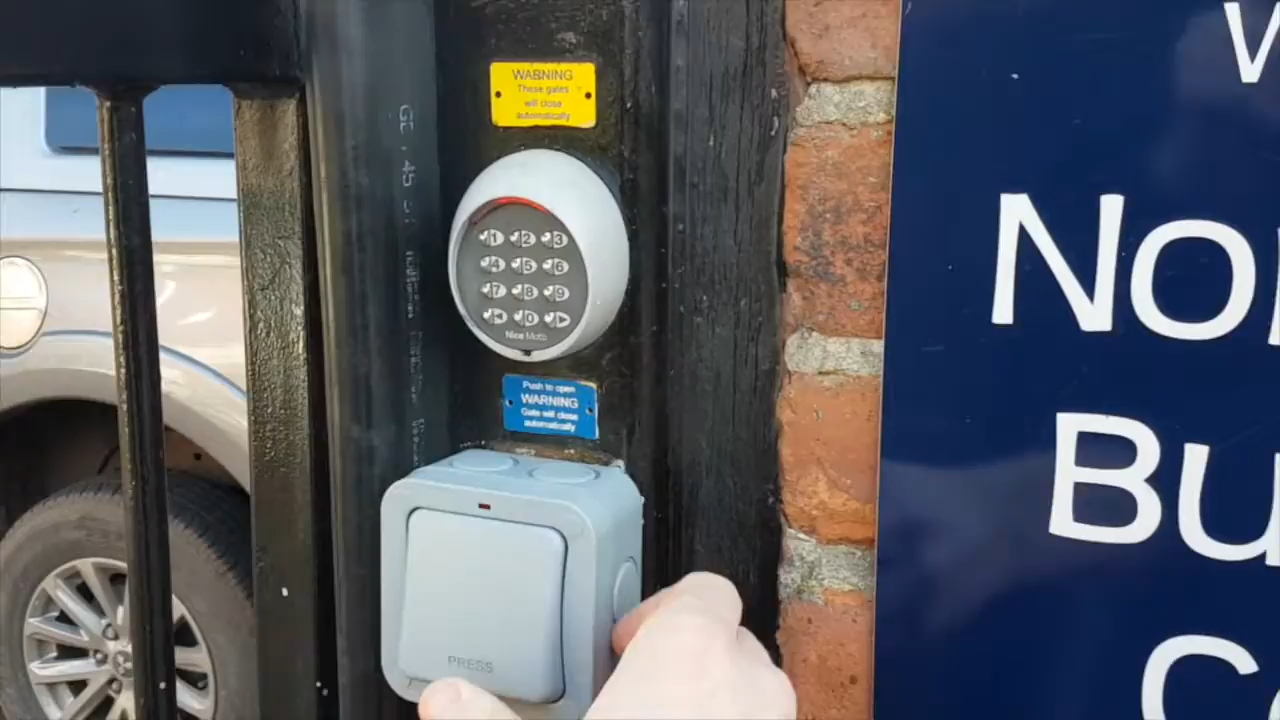 WARNING
These gates
will close
automatically
1 2 3
4 5 6
7 8 9
0
Nice Moto
Push to open
WARNING
Gate will close
automatically
PRESS
W
No
Bu
C